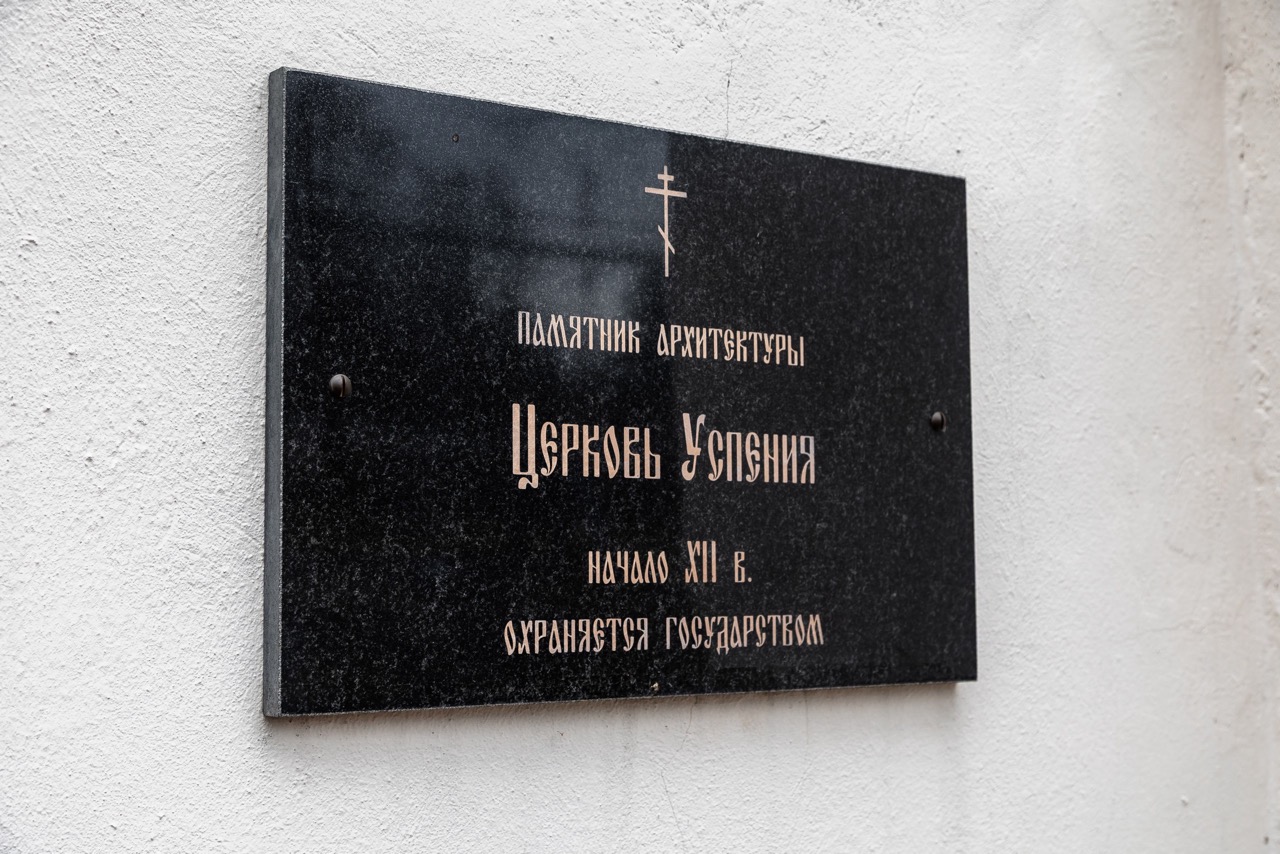 ПАМЯТНИК АРХИТЕКТУРЫ
ЦЕРКОВЬ УСПЕНИЯ
НАЧАЛО XII В.
ОХРАНЯЕТСЯ ГОСУДАРСТВОМ